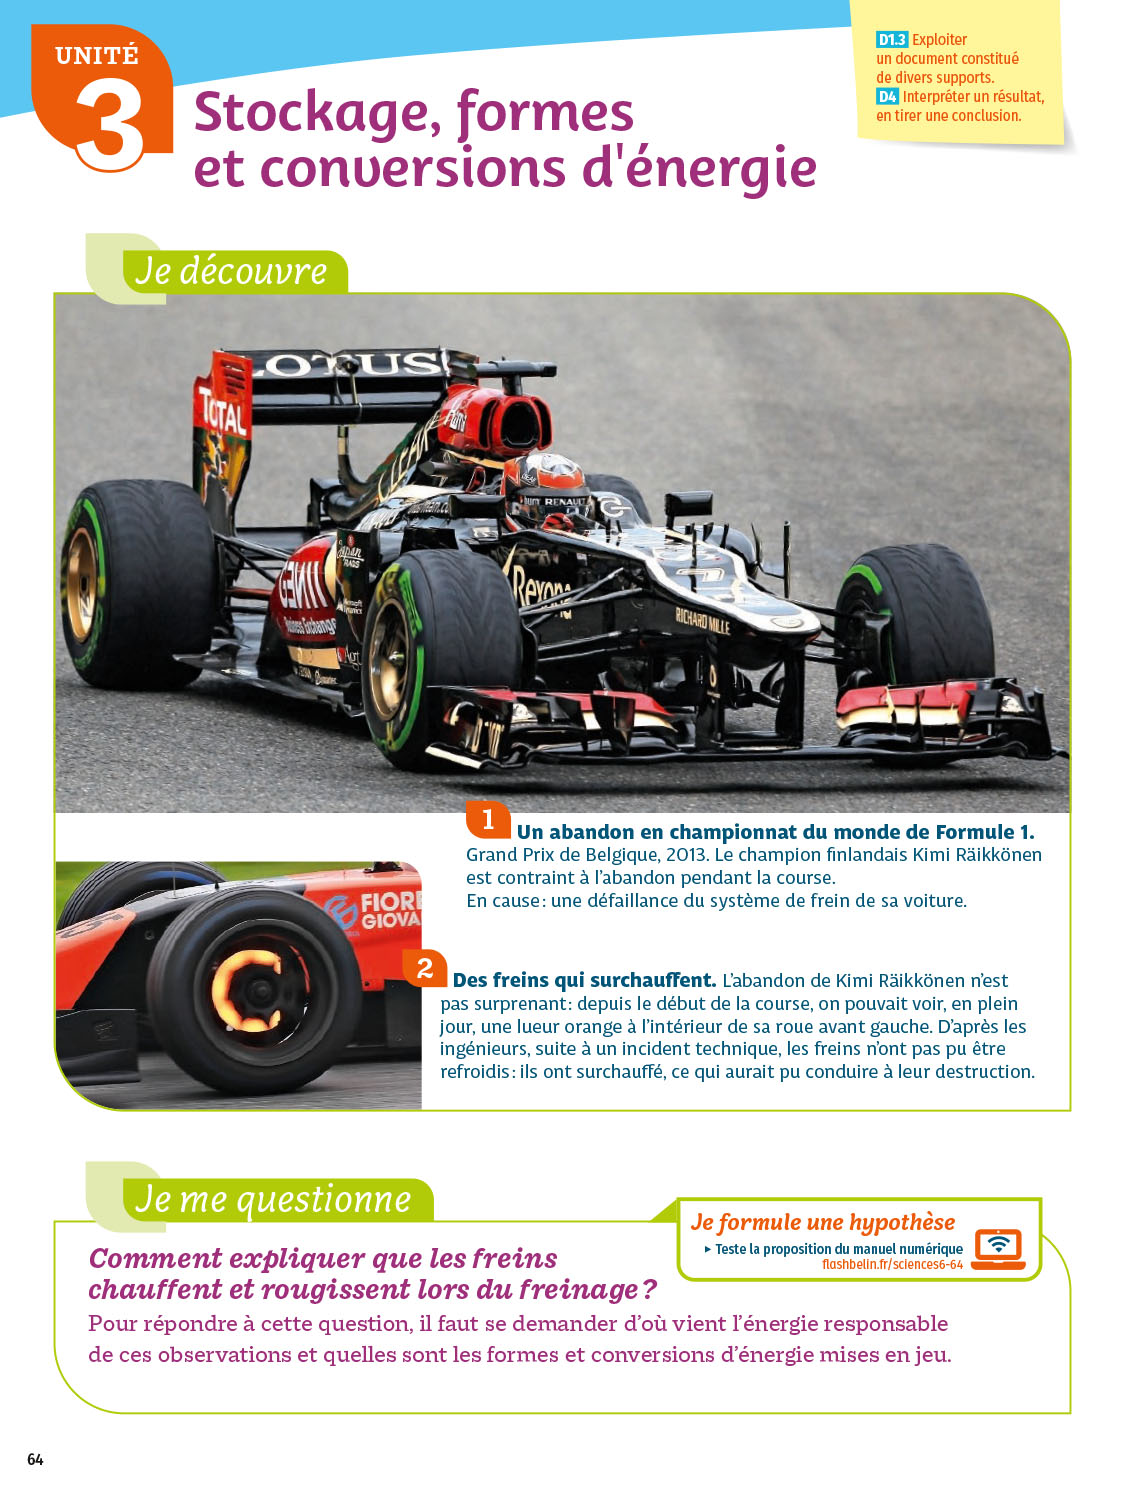 UNITÉ
3
Stockage, formes
et conversions d'énergie
D1.3 Exploiter
un document constitué
de divers supports.
D4 Interpréter un résultat,
en tirer une conclusion.
Je découvre
LOTUS
TOTAL
CLEAR
RENAULT
Rexona
RICHARD MILLE
Business Exchange
1
Un abandon en championnat du monde de Formule 1.
Grand Prix de Belgique, 2013. Le champion finlandais Kimi Räikkönen
est contraint à l'abandon pendant la course.
En cause : une défaillance du système de frein de sa voiture.
FIORE
GIOVA
2
Des freins qui surchauffent. L'abandon de Kimi Räikkönen n'est
pas surprenant : depuis le début de la course, on pouvait voir, en plein
jour, une lueur orange à l'intérieur de sa roue avant gauche. D'après les
ingénieurs, suite à un incident technique, les freins n'ont pas pu être
refroidis : ils ont surchauffé, ce qui aurait pu conduire à leur destruction.
Je me questionne
Je formule une hypothèse
▸ Teste la proposition du manuel numérique
flashbelin.fr/sciences6-64
Comment expliquer que les freins
chauffent et rougissent lors du freinage ?
Pour répondre à cette question, il faut se demander d'où vient l'énergie responsable
de ces observations et quelles sont les formes et conversions d'énergie mises en jeu.
64